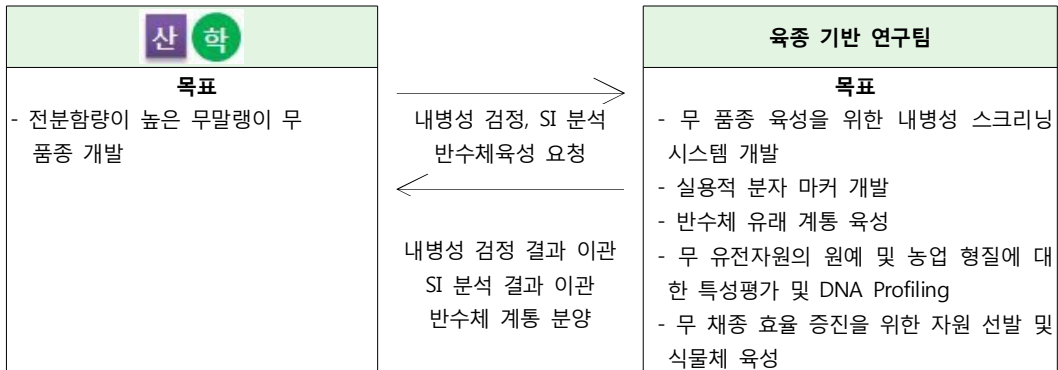 산 학
목표
- 전분함량이 높은 무말랭이 무
품종 개발
내병성 검정, SI 분석
반수체육성 요청
내병성 검정 결과 이관
SI 분석 결과 이관
반수체 계통 분양
육종 기반 연구팀
목표
- 무 품종 육성을 위한 내병성 스크리닝
시스템 개발
- 실용적 분자 마커 개발
- 반수체 유래 계통 육성
- 무 유전자원의 원예 및 농업 형질에 대
한 특성평가 및 DNA Profiling
- 무 채종 효율 증진을 위한 자원 선발 및
식물체 육성